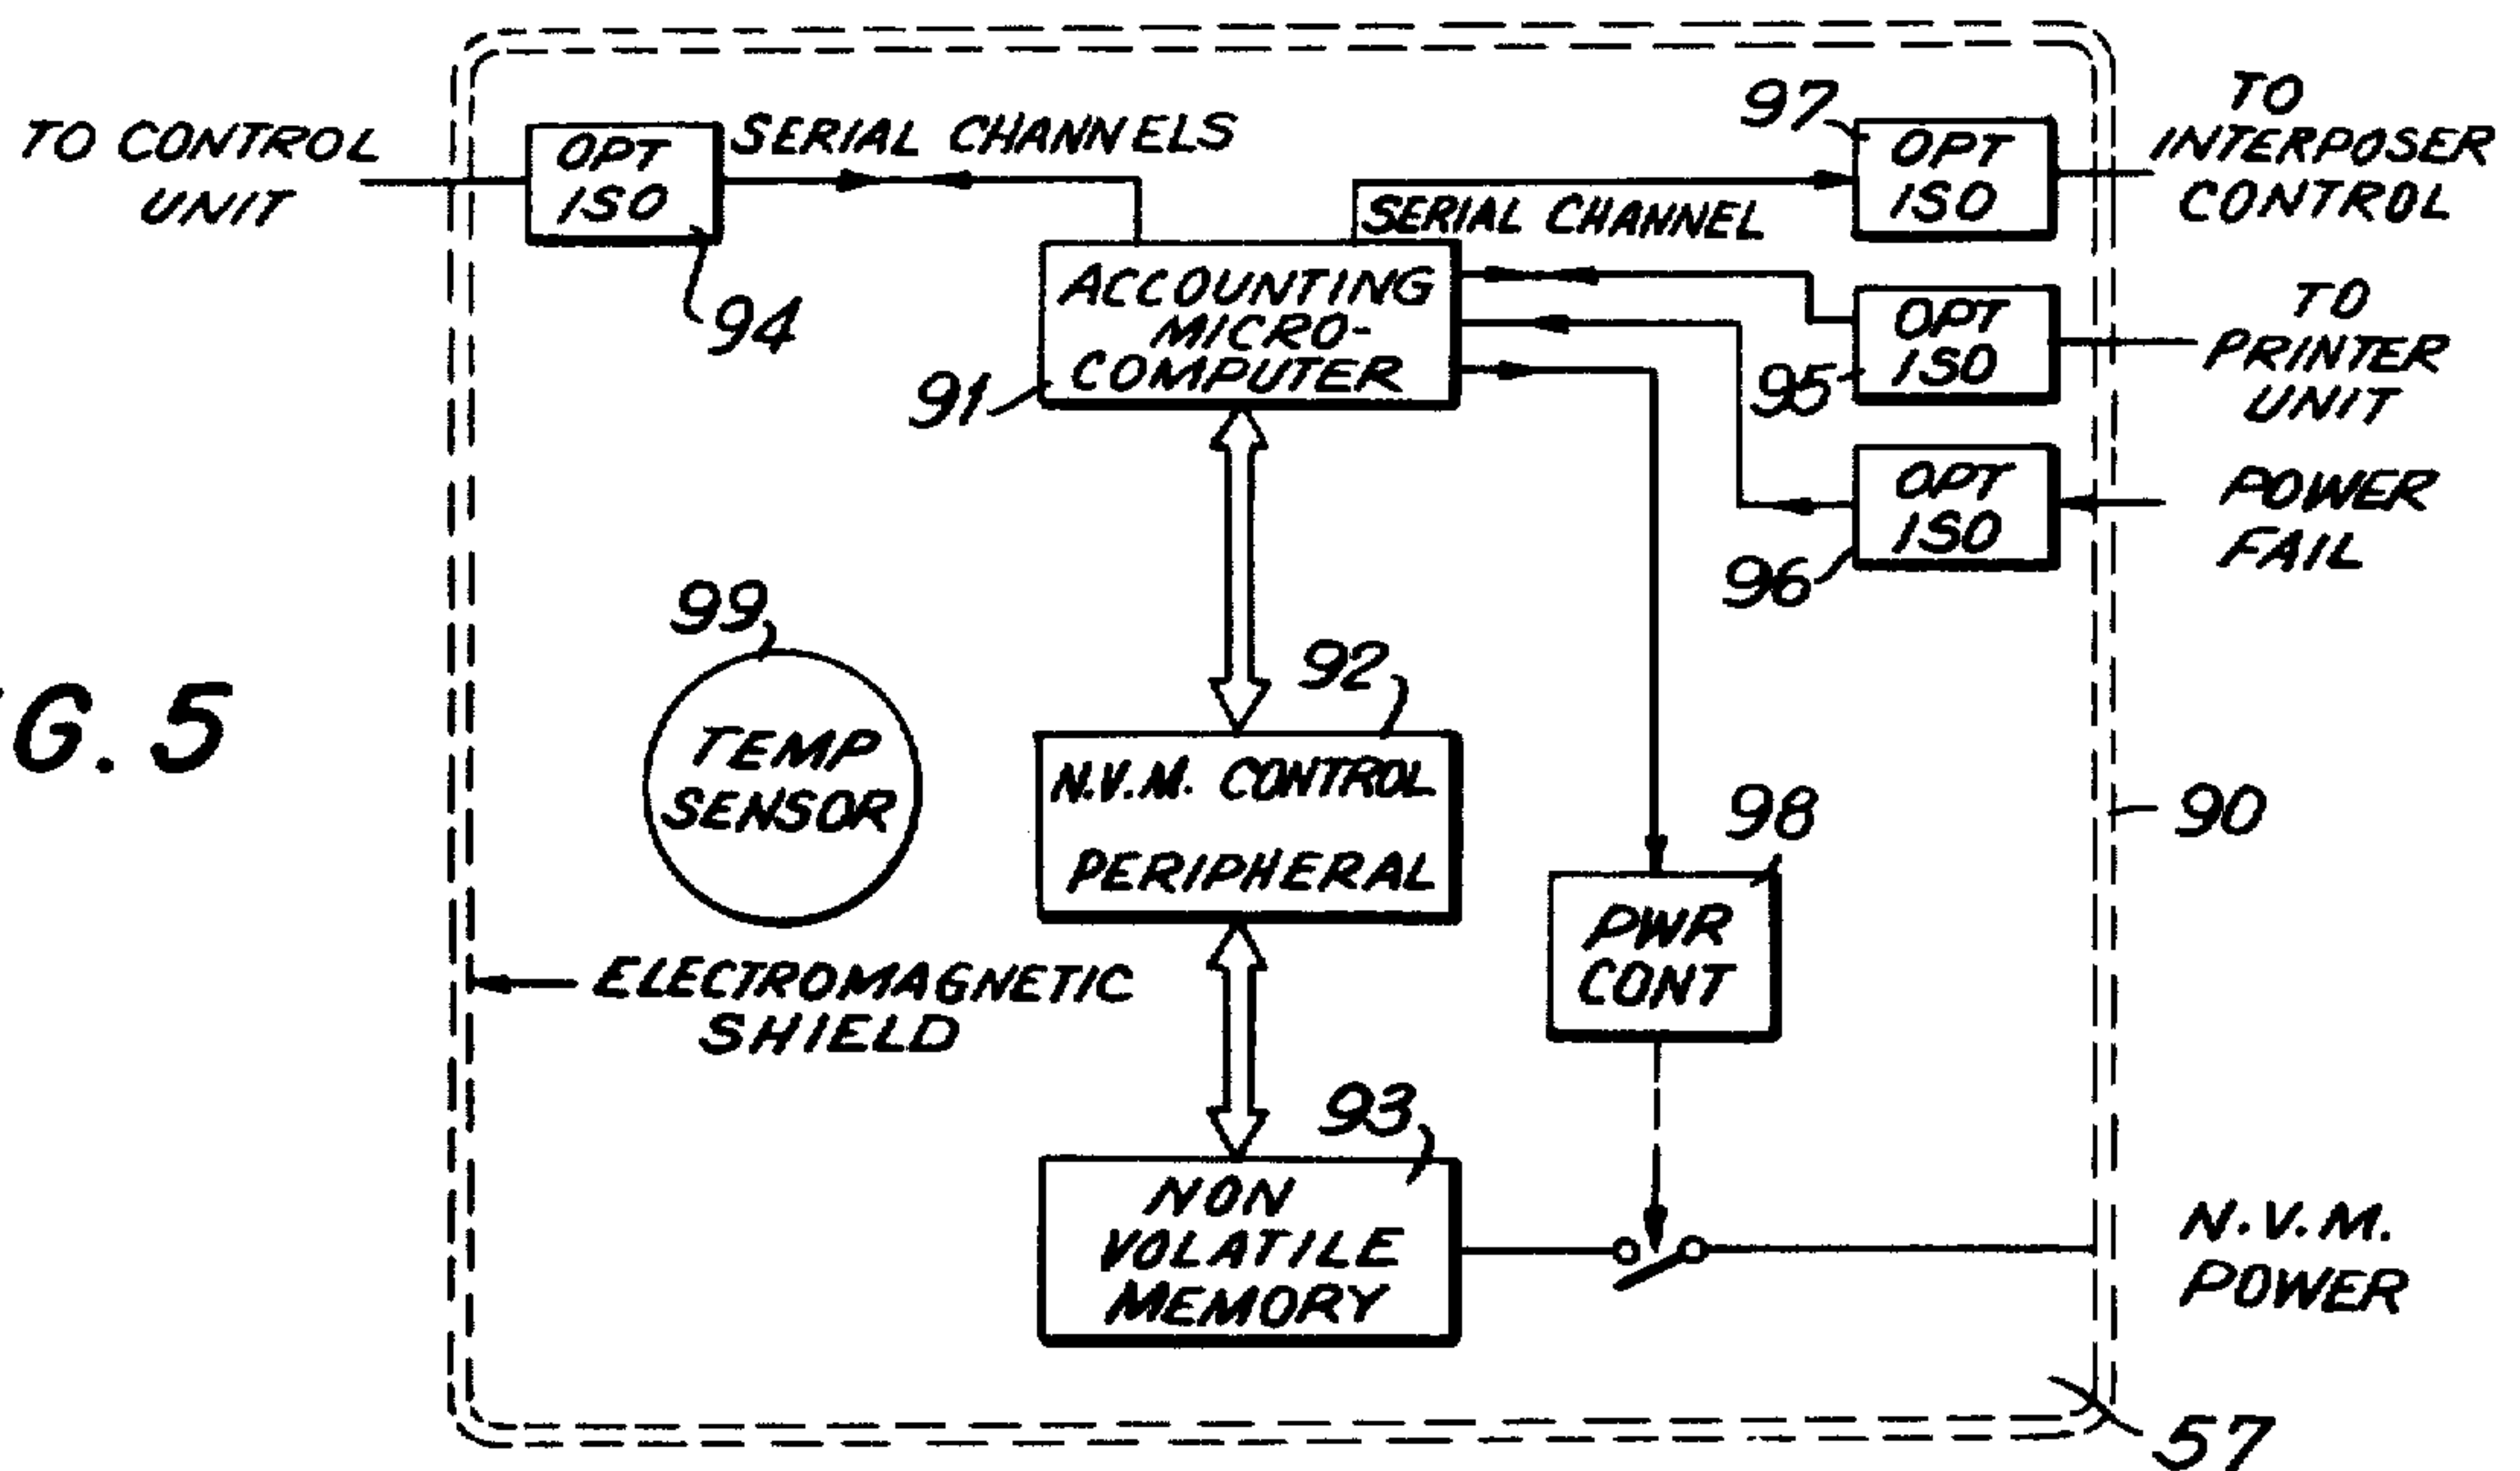 TO CONTROL
UNIT
OPT
ISO
94
SERIAL CHANNELS
97
OPT
ISO
TO
INTERPOSER
CONTROL
SERIAL CHANNEL
ACCOUNTING
MICRO-
COMPUTER
91
OPT
ISO
95
TO
PRINTER
UNIT
OPT
ISO
96
POWER
FAIL
99
TEMP
SENSOR
92
N.V.M. CONTROL
PERIPHERAL
98
PWR
CONT
90
G.5
ELECTROMAGNETIC
SHIELD
93
NON
VOLATILE
MEMORY
N.V.M.
POWER
57